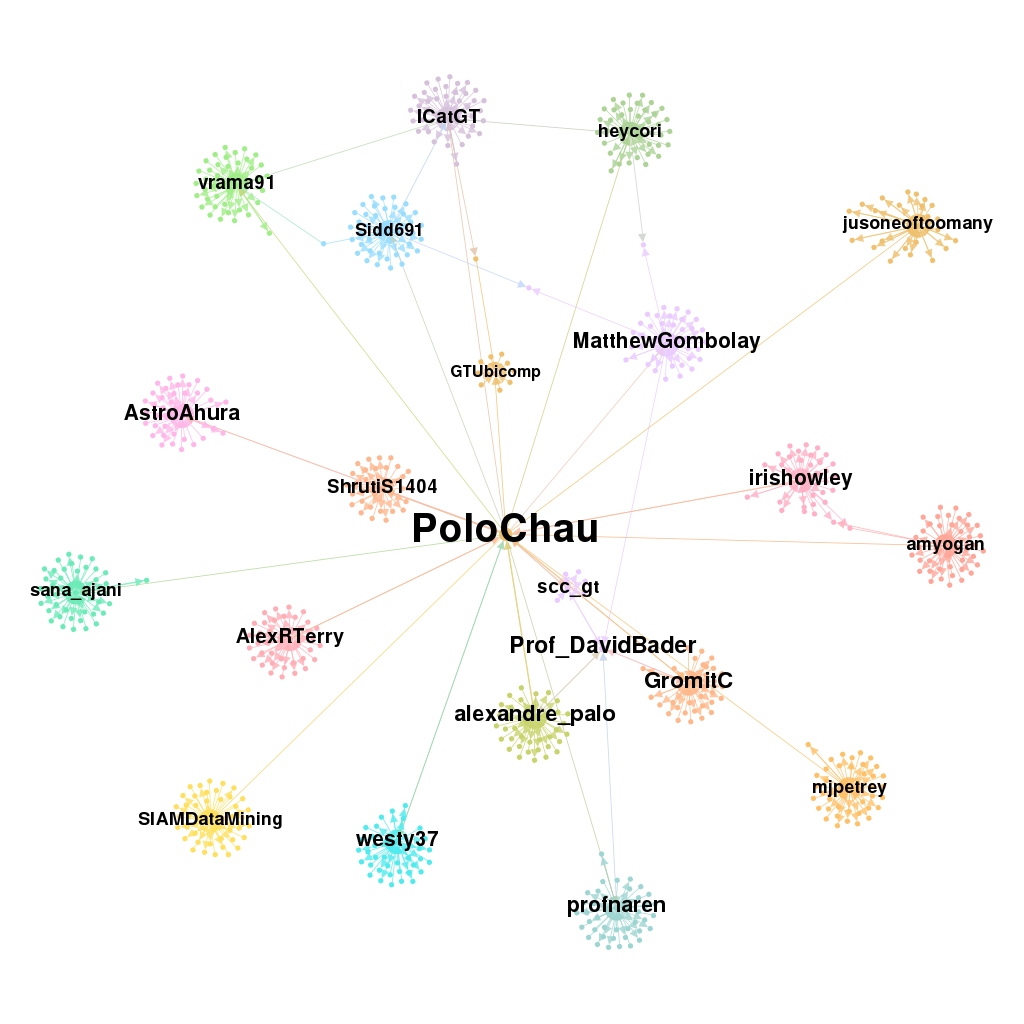 ICatGT
heycori
vrama91
Sidd691
jusoneoftoomany
MatthewGombolay
GTUbicomp
AstroAhura
irishowley
ShrutiS1404
PoloChau
amyogan
scc_gt
sana_ajani
AlexRTerry
Prof_DavidBader
GromitC
alexandre_palo
mjpetrey
SIAMDataMining
westy37
profnaren